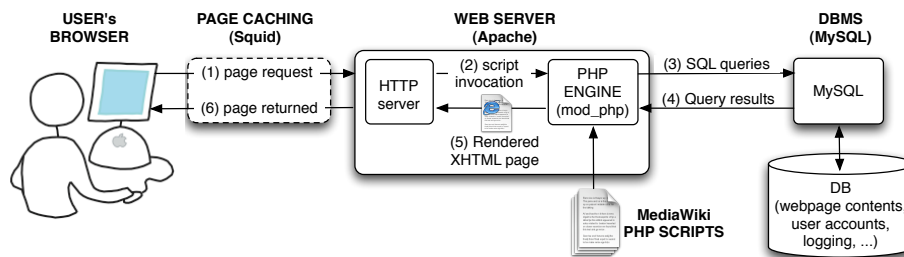 USER's
BROWSER
PAGE CACHING
(Squid)
WEB SERVER
(Apache)
DBMS
(MySQL)
(1) page request
(6) page returned
HTTP
server
(2) script
invocation
(5) Rendered
XHTML page
PHP
ENGINE
(mod_php)
(3) SQL queries
(4) Query results
MySQL
MediaWiki
PHP SCRIPTS
DB
(webpage contents,
user accounts,
logging, ...)